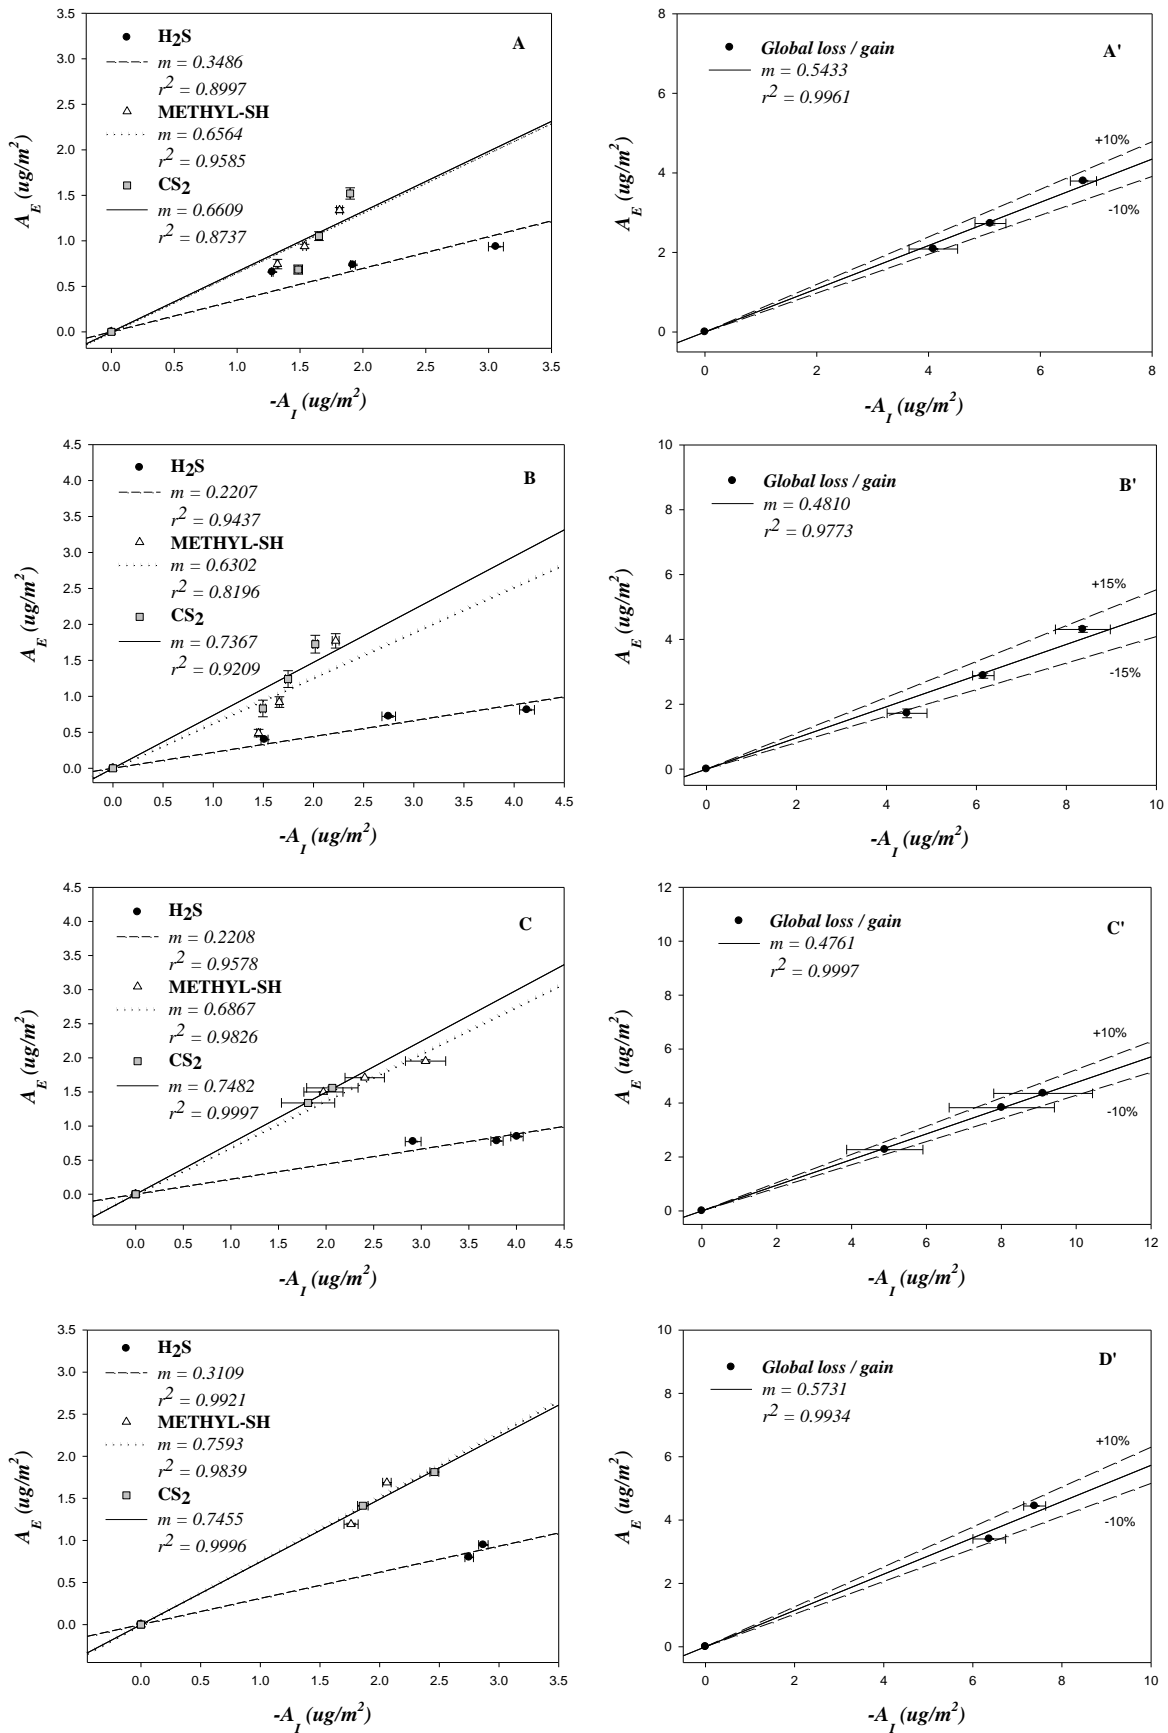 H2S
m = 0.3486
r2 = 0.8997
METHYL-SH
m = 0.6564
r2 = 0.9585
CS2
m = 0.6609
r2 = 0.8737
A
AE (ug/m2)
3.5
3.0
2.5
2.0
1.5
1.0
0.5
0.0
0.0 0.5 1.0 1.5 2.0 2.5 3.0 3.5
-AI (ug/m2)
Global loss / gain
m = 0.5433
r2 = 0.9961
A'
+10%
-10%
AE (ug/m2)
8
6
4
2
0
0 2 4 6 8
-AI (ug/m2)
H2S
m = 0.2207
r2 = 0.9437
METHYL-SH
m = 0.6302
r2 = 0.8196
CS2
m = 0.7367
r2 = 0.9209
B
AE (ug/m2)
4.5
4.0
3.5
3.0
2.5
2.0
1.5
1.0
0.5
0.0
0.0 0.5 1.0 1.5 2.0 2.5 3.0 3.5 4.0 4.5
-AI (ug/m2)
Global loss / gain
m = 0.4810
r2 = 0.9773
B'
+15%
-15%
AE (ug/m2)
10
8
6
4
2
0
0 2 4 6 8 10
-AI (ug/m2)
H2S
m = 0.2208
r2 = 0.9578
METHYL-SH
m = 0.6867
r2 = 0.9826
CS2
m = 0.7482
r2 = 0.9997
C
AE (ug/m2)
4.5
4.0
3.5
3.0
2.5
2.0
1.5
1.0
0.5
0.0
0.0 0.5 1.0 1.5 2.0 2.5 3.0 3.5 4.0 4.5
-AI (ug/m2)
Global loss / gain
m = 0.4761
r2 = 0.9997
C'
+10%
-10%
AE (ug/m2)
12
10
8
6
4
2
0
0 2 4 6 8 10 12
-AI (ug/m2)
H2S
m = 0.3109
r2 = 0.9921
METHYL-SH
m = 0.7593
r2 = 0.9839
CS2
m = 0.7455
r2 = 0.9996
AE (ug/m2)
3.5
3.0
2.5
2.0
1.5
1.0
0.5
0.0
0.0 0.5 1.0 1.5 2.0 2.5 3.0 3.5
-AI (ug/m2)
Global loss / gain
m = 0.5731
r2 = 0.9934
D'
+10%
-10%
AE (ug/m2)
10
8
6
4
2
0
0 2 4 6 8 10
-AI (ug/m2)